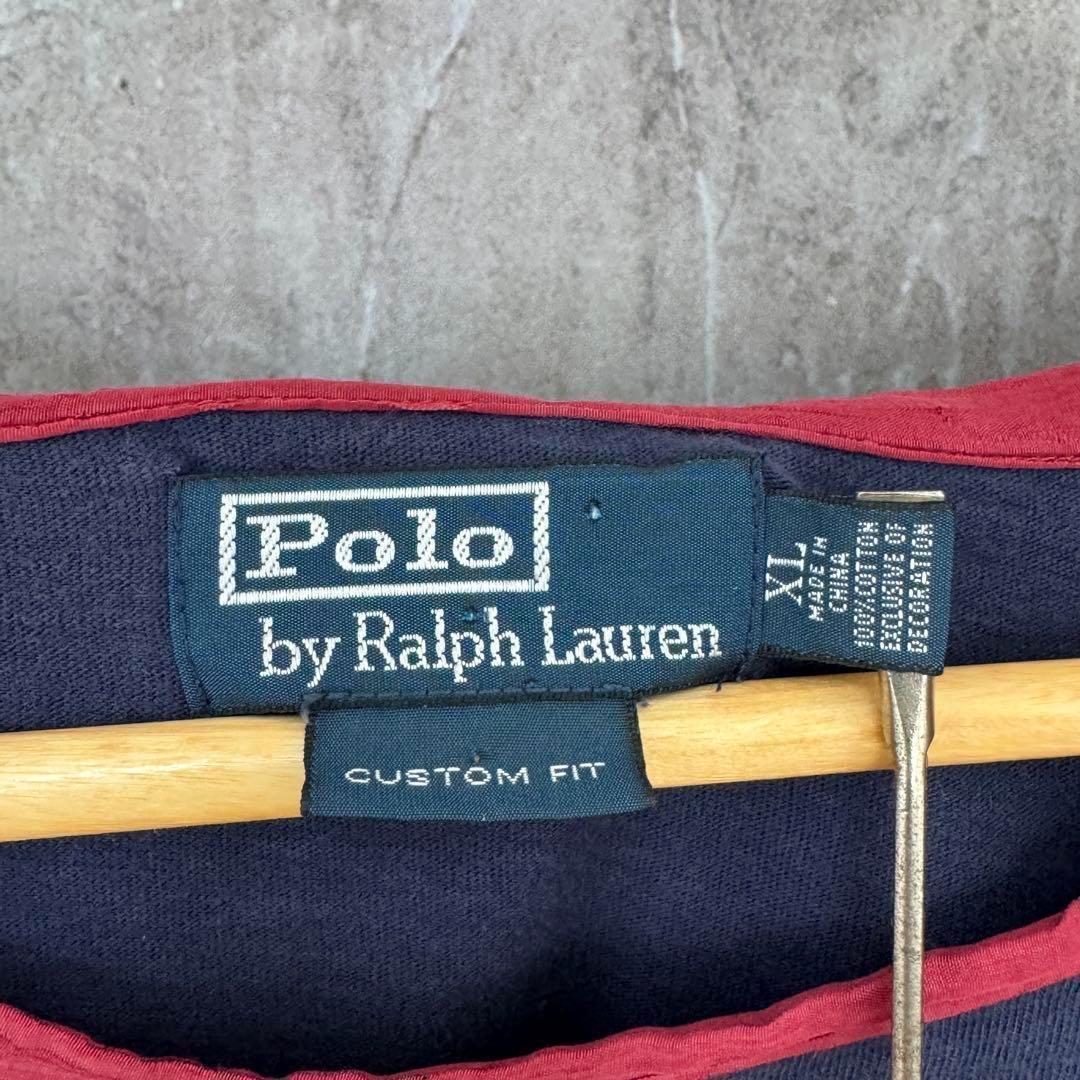 Polo
by Ralph Lauren
CUSTOM FIT
XL
MADE IN
CHINA
100% COTTON
EXCLUSIVE OF
DECORATION